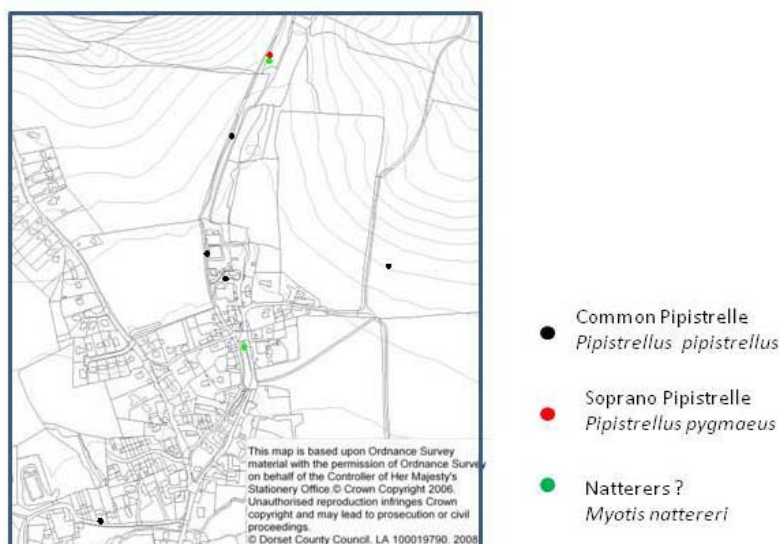 This map is based upon Ordnance Survey
material with the permission of Ordnance Survey
on behalf of the Controller of Her Majesty's
Stationery Office.© Crown Copyright 2006.
Unauthorised reproduction infringes Crown
copyright and may lead to prosecution or civil
proceedings.
© Dorset County Council. LA 100019790. 2008
Common Pipistrelle
Pipistrellus pipistrellus
Soprano Pipistrelle
Pipistrellus pygmaeus
Natterers ?
Myotis nattereri